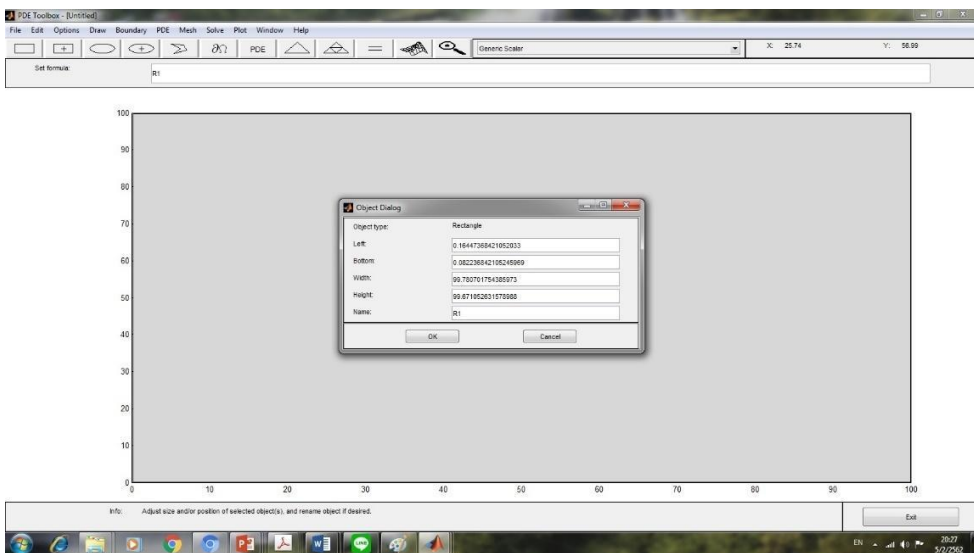 PDE Toolbox - [Untitled]
File Edit Options Draw Boundary PDE Mesh Solve Plot Window Help
∂Ω PDE = Generic Scalar X: 25.74 Y: 56.99
Set formula: R1
100
90
80
70
60
50
40
30
20
10
0
0 10 20 30 40 50 60 70 80 90 100
Object Dialog
Object type: Rectangle
Left: 0.16447368421052033
Bottom: 0.082236842105245969
Width: 99.780701754385973
Height: 99.671052631578988
Name: R1
OK Cancel
Info: Adjust size and/or position of selected object(s), and rename object if desired.
Exit
EN 20:27
5/2/2562